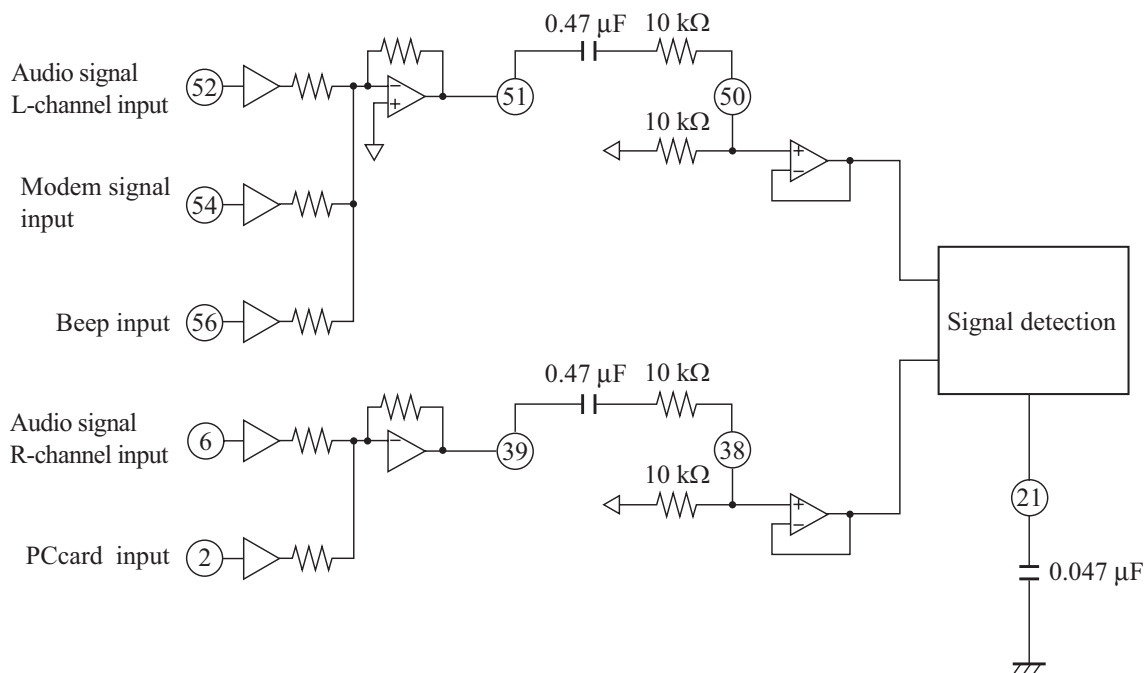 0.47 μF
10 kΩ
Audio signal
L-channel input
52
−
+
51
50
10 kΩ
+
−
Modem signal
input
54
Beep input
56
Signal detection
0.47 μF
10 kΩ
Audio signal
R-channel input
6
−
39
38
10 kΩ
+
−
21
PCcard input
2
0.047 μF